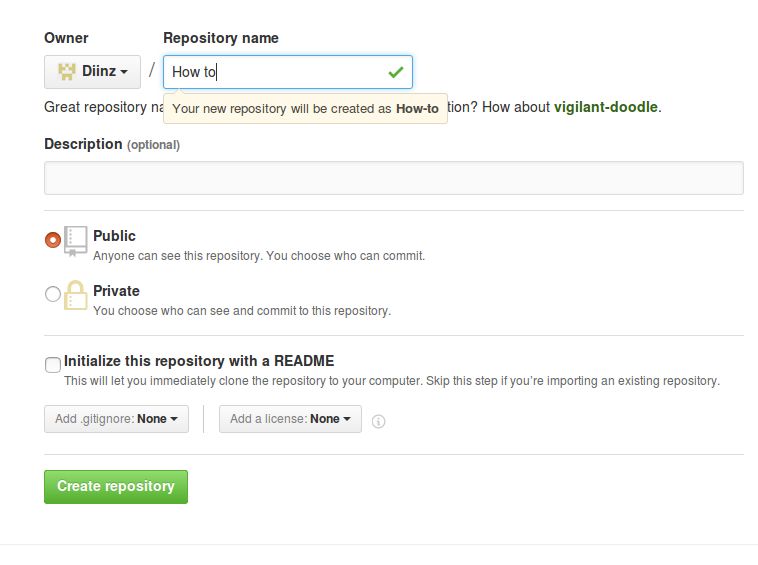 Owner Repository name
Diinz / How to
Great repository na
Your new repository will be created as How-to
tion? How about vigilant-doodle.
Description (optional)
Public
Anyone can see this repository. You choose who can commit.
Private
You choose who can see and commit to this repository.
Initialize this repository with a README
This will let you immediately clone the repository to your computer. Skip this step if you’re importing an existing repository.
Add .gitignore: None Add a license: None
Create repository